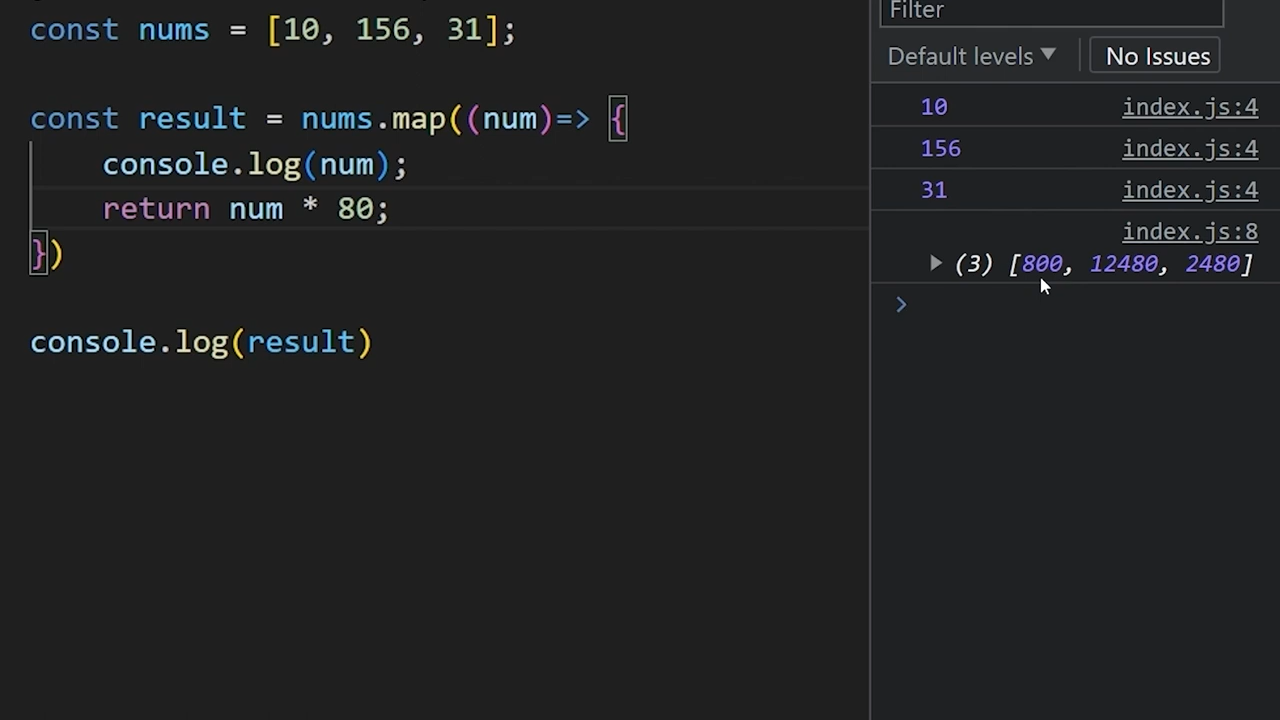 const nums = [10, 156, 31];
const result = nums.map((num)=> {
console.log(num);
return num * 80;
})
console.log(result)
Filter
Default levels ▼ No Issues
10 index.js:4
156 index.js:4
31 index.js:4
index.js:8
▶ (3) [800, 12480, 2480]
>